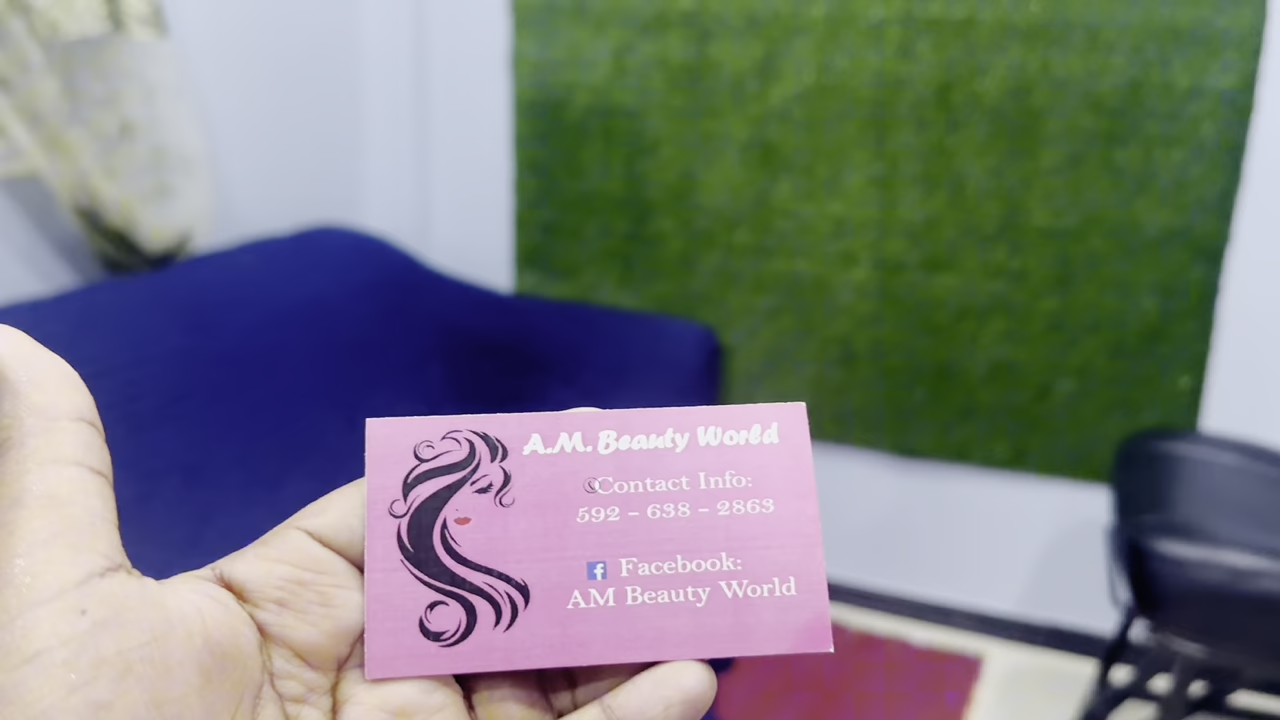 A.M. Beauty World
Contact Info:
592 - 638 - 2863
Facebook:
AM Beauty World